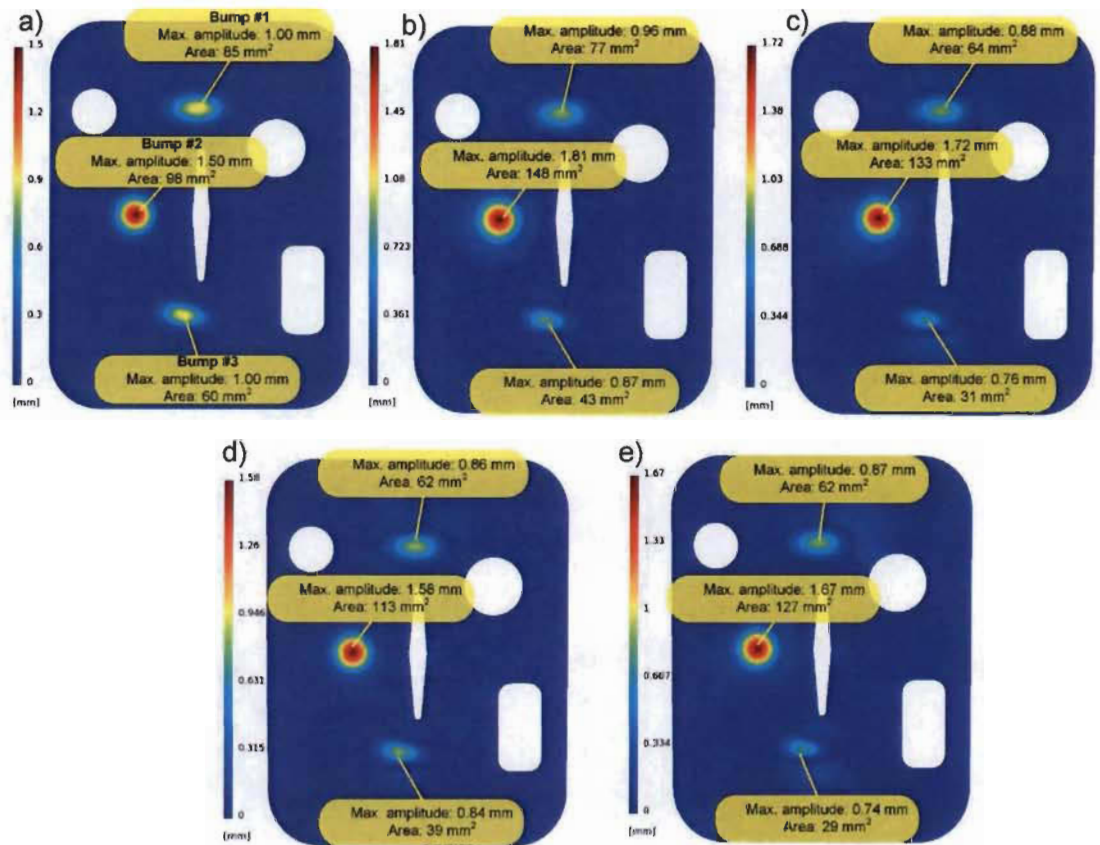 a)
Bump #1
Max. amplitude: 1.00 mm
Area: 85 mm²
1.5
1.2
0.9
0.6
0.3
0
[mm]
Bump #2
Max. amplitude: 1.50 mm
Area: 98 mm²
Bump #3
Max. amplitude: 1.00 mm
Area: 60 mm²
b)
Max. amplitude: 0.96 mm
Area: 77 mm²
1.81
1.45
1.08
0.723
0.361
0
[mm]
Max. amplitude: 1.81 mm
Area: 148 mm²
Max. amplitude: 0.87 mm
Area: 43 mm²
c)
Max. amplitude: 0.88 mm
Area: 64 mm²
1.72
1.38
1.03
0.688
0.344
0
[mm]
Max. amplitude: 1.72 mm
Area: 133 mm²
Max. amplitude: 0.76 mm
Area: 31 mm²
d)
Max. amplitude: 0.86 mm
Area: 62 mm²
1.58
1.26
0.946
0.631
0.315
0
[mm]
Max. amplitude: 1.58 mm
Area: 113 mm²
Max. amplitude: 0.84 mm
Area: 39 mm²
e)
Max. amplitude: 0.87 mm
Area: 62 mm²
1.67
1.33
1
0.667
0.334
0
[mm]
Max. amplitude: 1.67 mm
Area: 127 mm²
Max. amplitude: 0.74 mm
Area: 29 mm²